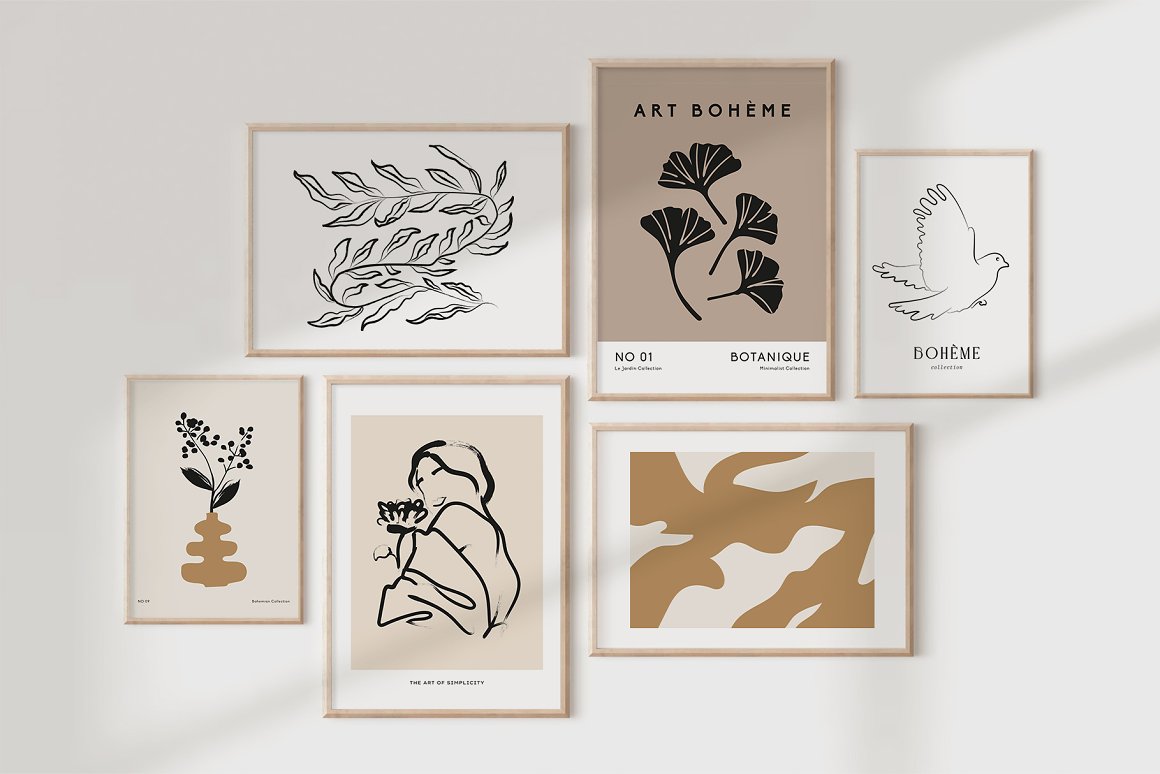 ART BOHÈME
NO 01
BOTANIQUE
Le Jardin Collection
Minimalist Collection
BOHÈME
collection
NO 09
Bohemian Collection
THE ART OF SIMPLICITY